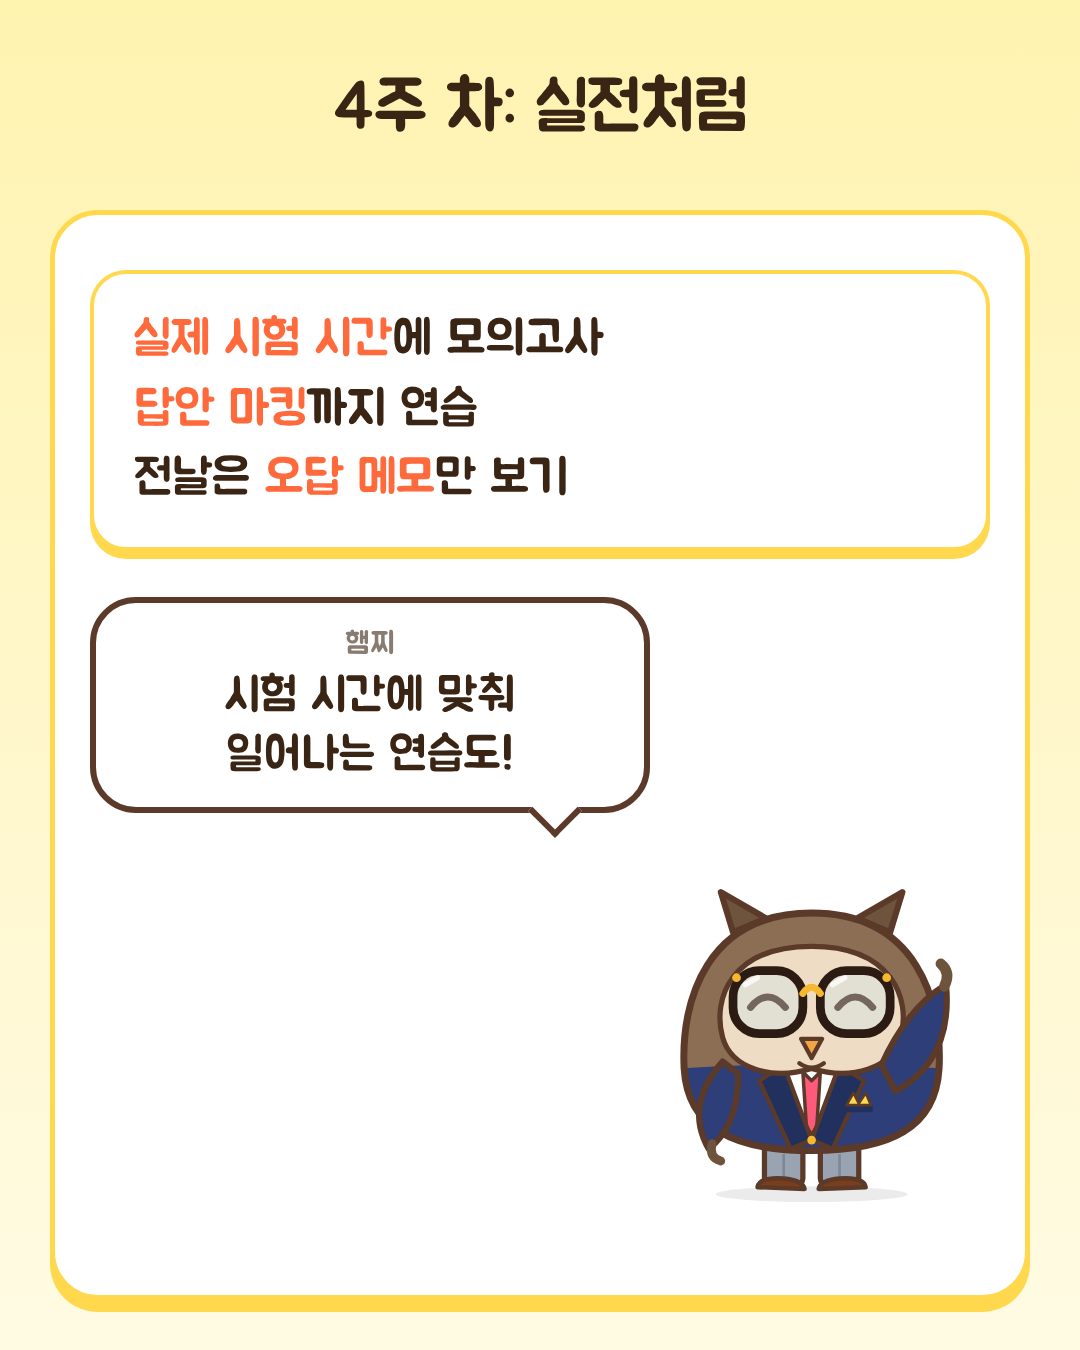 4주 차: 실전처럼
실제 시험 시간에 모의고사
답안 마킹까지 연습
전날은 오답 메모만 보기
햄찌
시험 시간에 맞춰
일어나는 연습도!